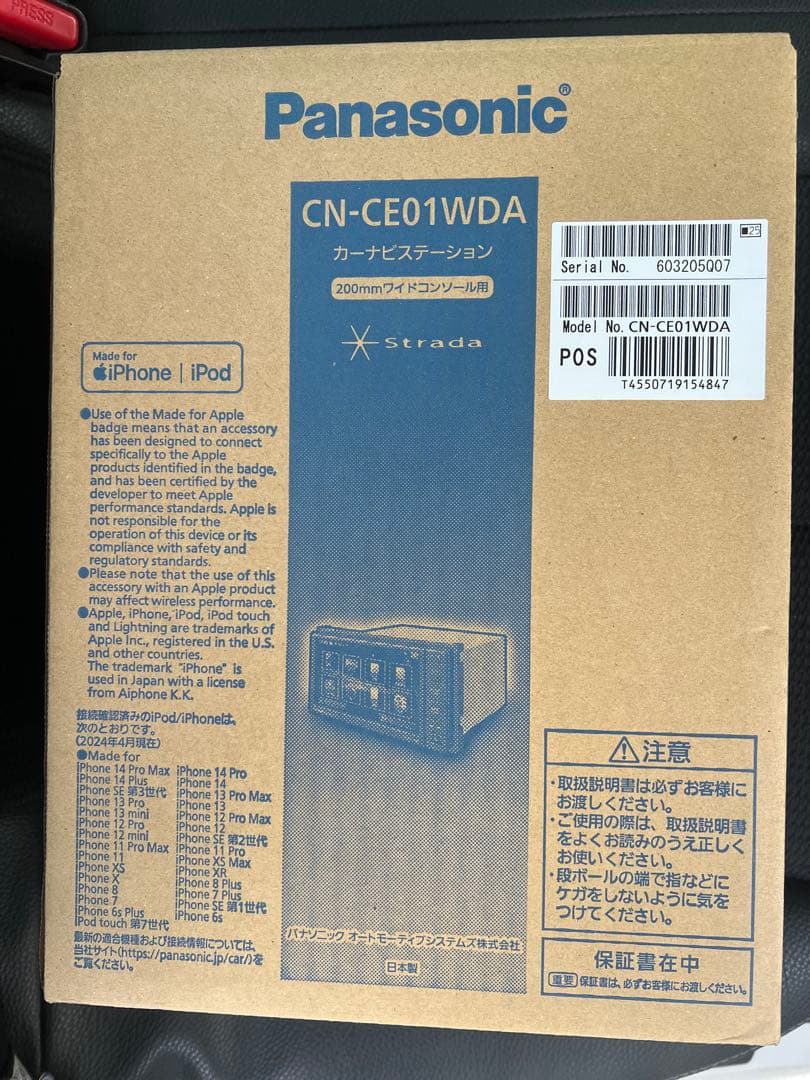 PRESS
Panasonic®
CN-CE01WDA
カーナビステーション
200mmワイドコンソール用
Strada
25
Serial No. 603205Q07
Model No. CN-CE01WDA
POS
T4550719154847
Made for
iPhone | iPod
●Use of the Made for Apple
badge means that an accessory
has been designed to connect
specifically to the Apple
products identified in the badge,
and has been certified by the
developer to meet Apple
performance standards. Apple is
not responsible for the
operation of this device or its
compliance with safety and
regulatory standards.
●Please note that the use of this
accessory with an Apple product
may affect wireless performance.
●Apple, iPhone, iPod, iPod touch
and Lightning are trademarks of
Apple Inc., registered in the U.S.
and other countries.
The trademark "iPhone" is
used in Japan with a license
from Aiphone K.K.
接続確認済みのiPod/iPhoneは、
次のとおりです。
(2024年4月現在)
●Made for
iPhone 14 Pro Max
iPhone 14 Plus
iPhone SE 第3世代
iPhone 13 Pro
iPhone 13 mini
iPhone 12 Pro
iPhone 12 mini
iPhone 11 Pro Max
iPhone 11
iPhone XS
iPhone X
iPhone 8
iPhone 7
iPhone 6s Plus
iPod touch 第7世代
iPhone 14 Pro
iPhone 14
iPhone 13 Pro Max
iPhone 13
iPhone 12 Pro Max
iPhone 12
iPhone SE 第2世代
iPhone 11 Pro
iPhone XS Max
iPhone XR
iPhone 8 Plus
iPhone 7 Plus
iPhone SE 第1世代
iPhone 6s
最新の適合機種および接続情報については、
当社サイト(https://panasonic.jp/car/)を
ご覧ください。
パナソニック オートモーティブシステムズ株式会社
日本製
注意
・取扱説明書は必ずお客様に
お渡しください。
・ご使用の際は、取扱説明書
をよくお読みのうえ正しく
お使いください。
・段ボールの端で指などに
ケガをしないように気を
つけてください。
保証書在中
重要 保証書は、必ずお客様にお渡しください。